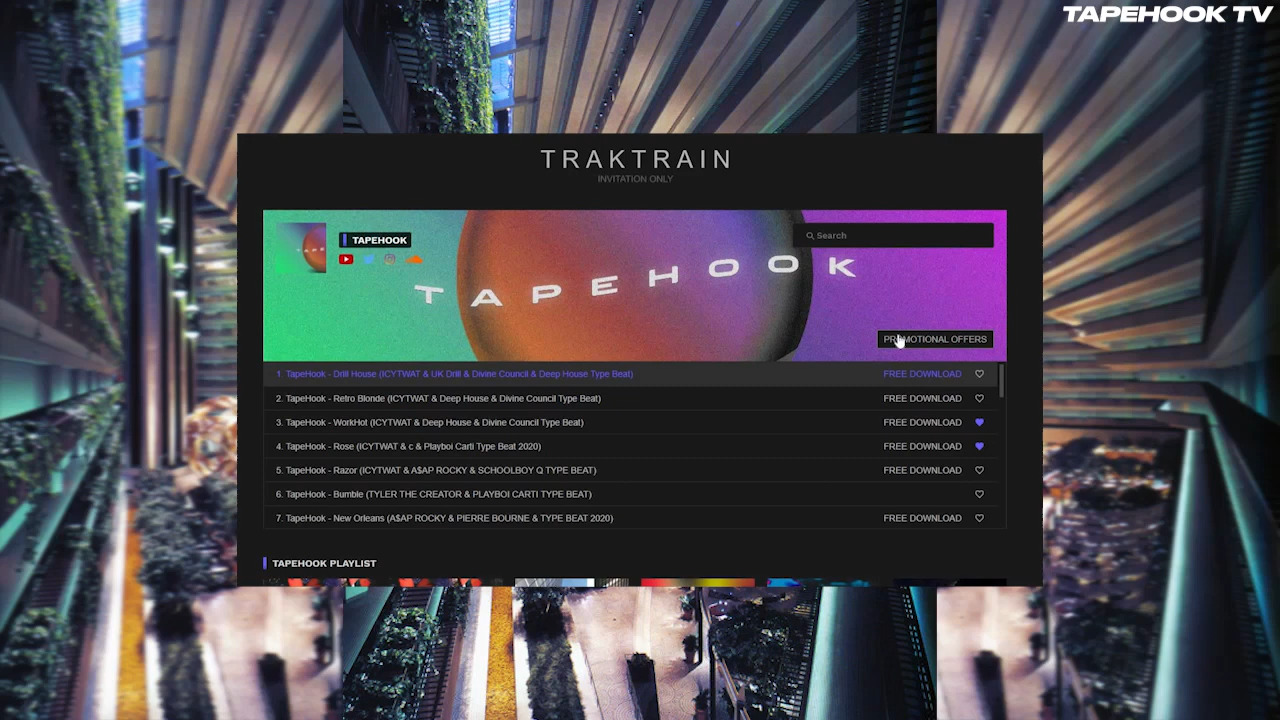 TAPEHOOK TV
TRAKTRAIN
INVITATION ONLY
TAPEHOOK
Search
TAPEHOOK
PROMOTIONAL OFFERS
1 TapeHook - Drill House (ICYTWAT & UK Drill & Divine Council & Deep House Type Beat) FREE DOWNLOAD
2. TapeHook - Retro Blonde (ICYTWAT & Deep House & Divine Council Type Beat) FREE DOWNLOAD
3. TapeHook - WorkHot (ICYTWAT & Deep House & Divine Council Type Beat) FREE DOWNLOAD
4. TapeHook - Rose (ICYTWAT & c & Playboi Carti Type Beat 2020) FREE DOWNLOAD
5. TapeHook - Razor (ICYTWAT & A$AP ROCKY & SCHOOLBOY Q TYPE BEAT) FREE DOWNLOAD
6. TapeHook - Bumble (TYLER THE CREATOR & PLAYBOI CARTI TYPE BEAT)
7. TapeHook - New Orleans (A$AP ROCKY & PIERRE BOURNE & TYPE BEAT 2020) FREE DOWNLOAD
TAPEHOOK PLAYLIST